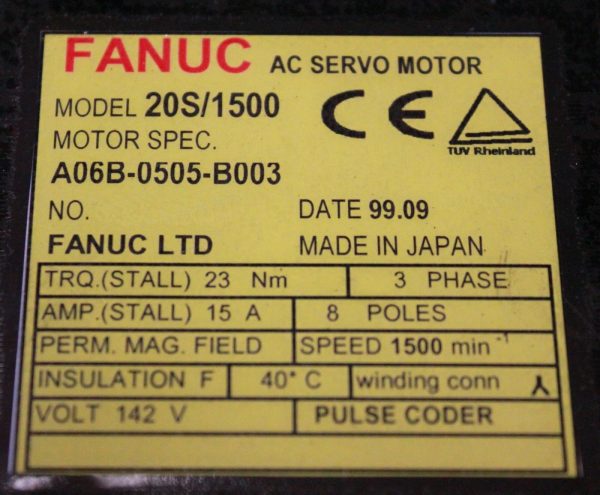 FANUC AC SERVO MOTOR
MODEL 20S/1500
MOTOR SPEC.
A06B-0505-B003
CE
TUV Rheinland
NO. DATE 99.09
FANUC LTD MADE IN JAPAN
TRQ.(STALL) 23 Nm 3 PHASE
AMP.(STALL) 15 A 8 POLES
PERM. MAG. FIELD SPEED 1500 min⁻¹
INSULATION F 40° C winding conn
VOLT 142 V PULSE CODER